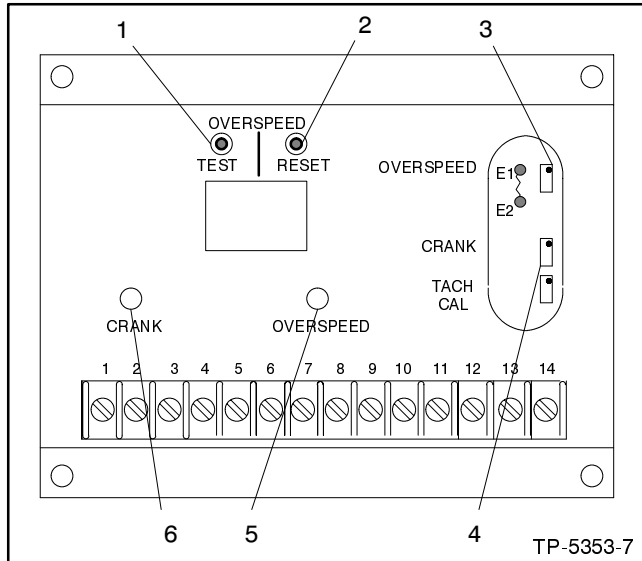 1 2 3
OVERSPEED
TEST RESET
OVERSPEED E1
E2
CRANK
TACH
CAL
CRANK OVERSPEED
1 2 3 4 5 6 7 8 9 10 11 12 13 14
6 5 4
TP-5353-7